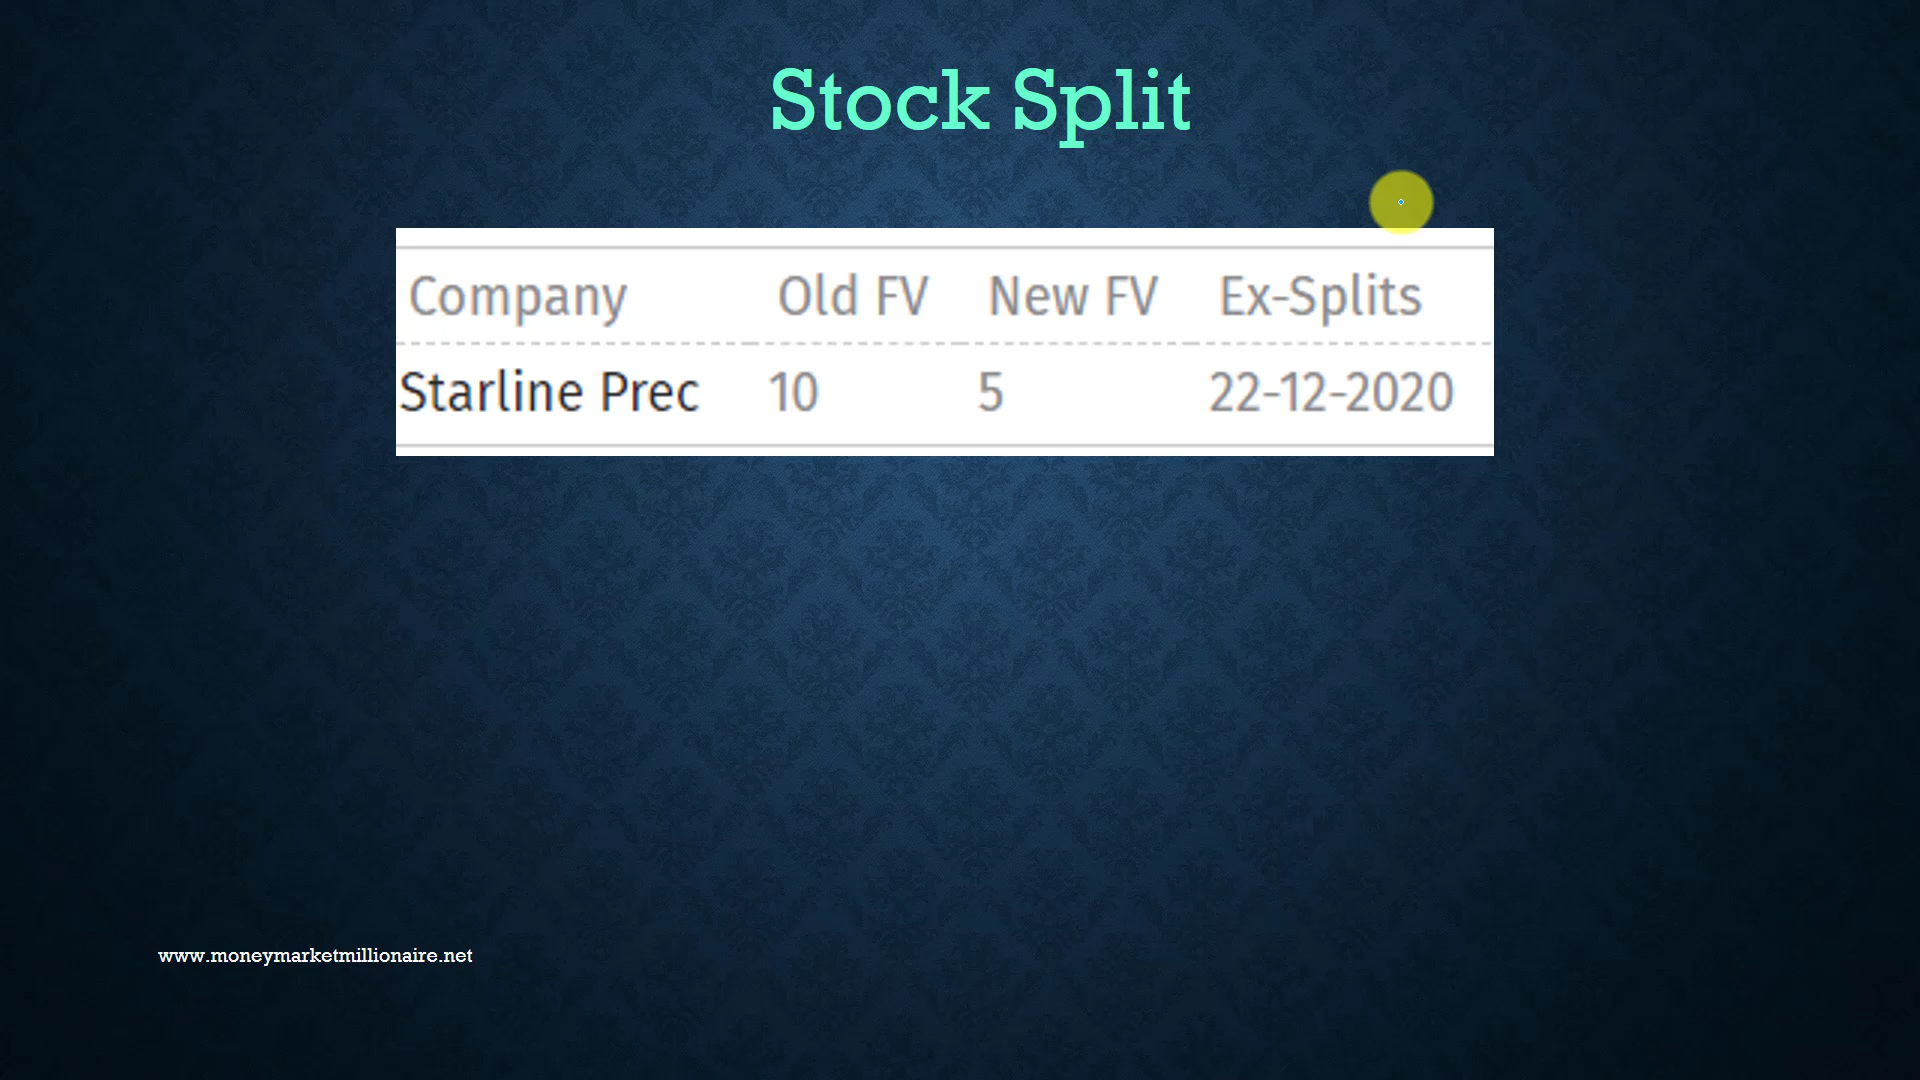 Stock Split
Company Old FV New FV Ex-Splits
Starline Prec 10 5 22-12-2020
www.moneymarketmillionaire.net